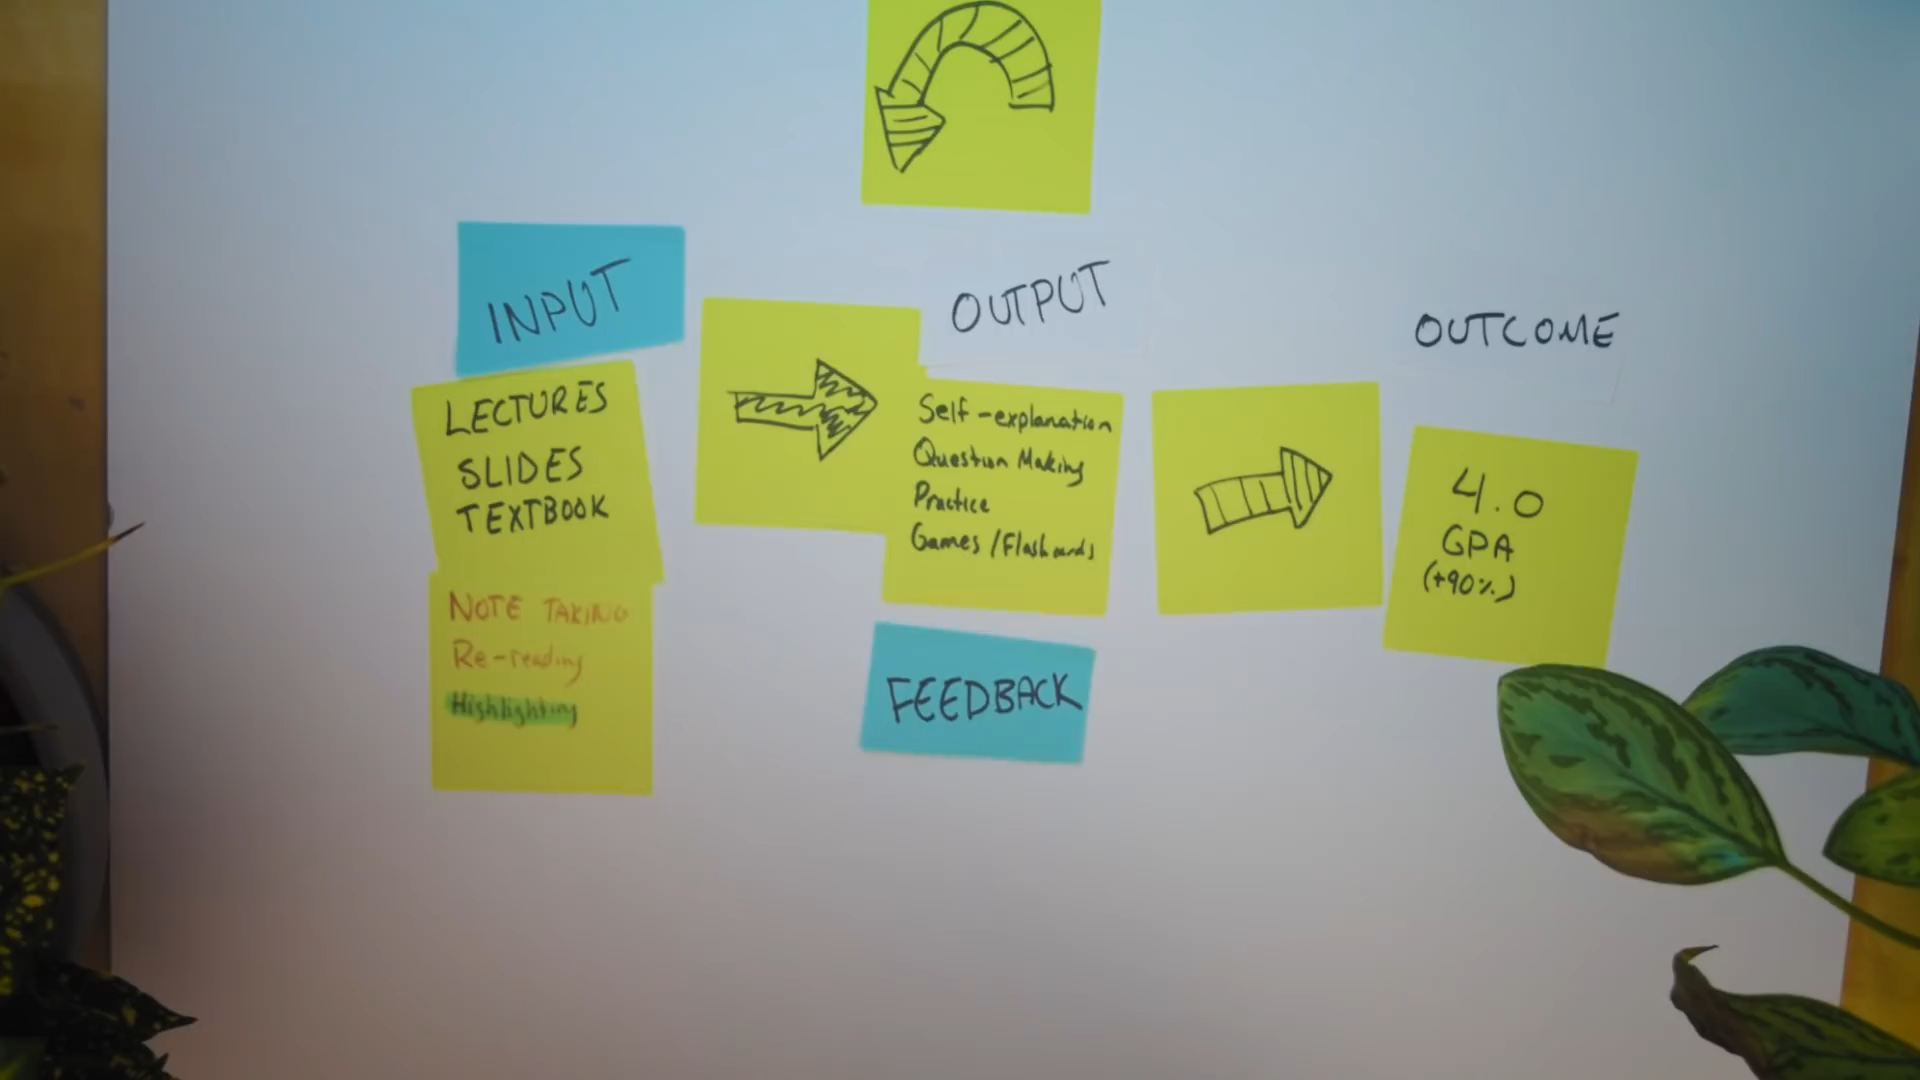 INPUT
LECTURES
SLIDES
TEXTBOOK
NOTE TAKING
Re-reading
Highlighting
OUTPUT
Self-explanation
Question Making
Practice
Games/Flashcards
FEEDBACK
OUTCOME
4.0
GPA
(+90%)